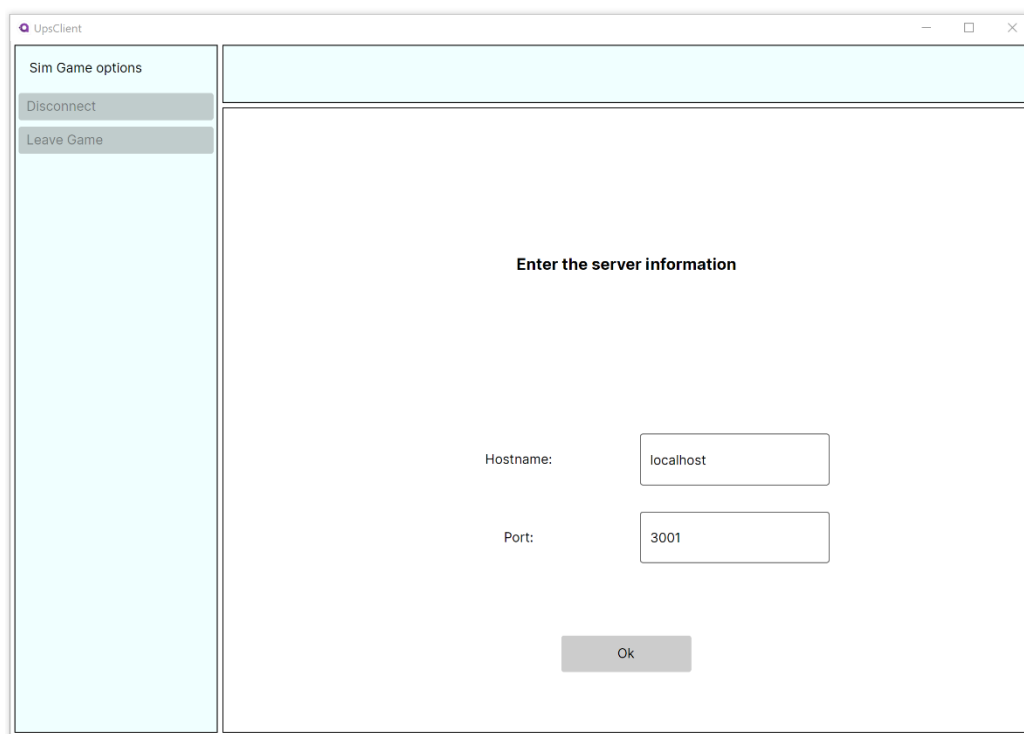 UpsClient
Sim Game options
Disconnect
Leave Game
Enter the server information
Hostname:
localhost
Port:
3001
Ok